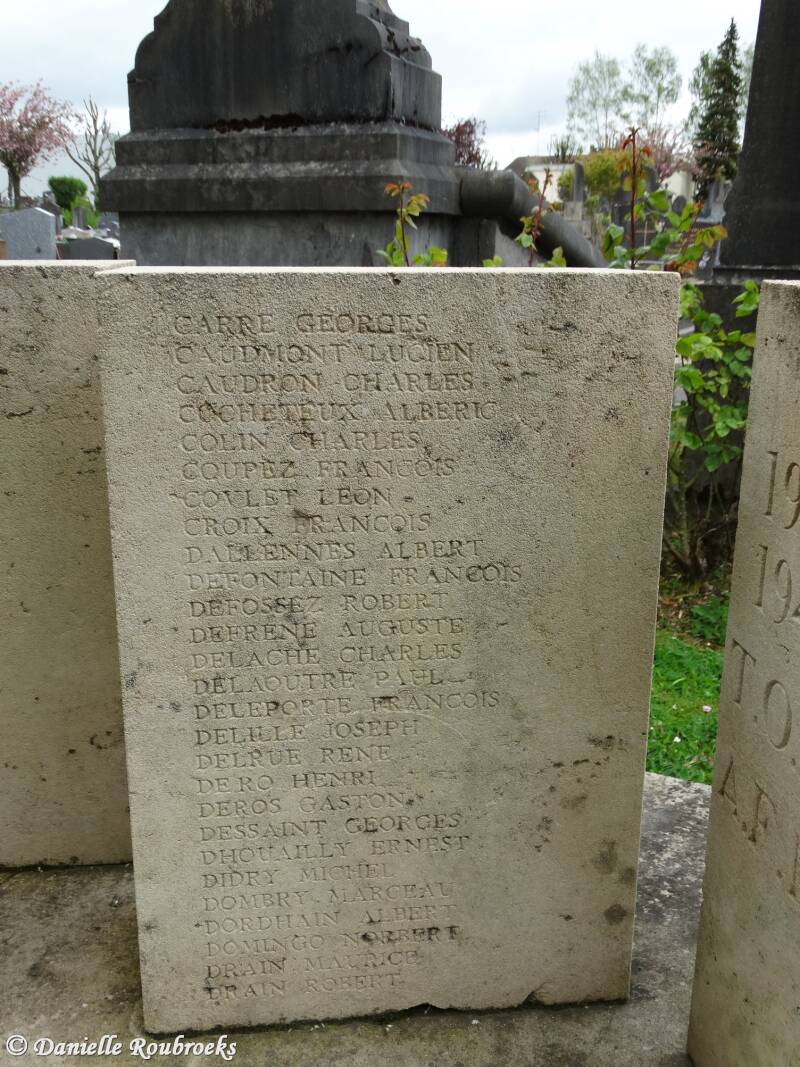 CARRE GEORGES
CAUDMONT LUCIEN
CAUDRON CHARLES
COCHETEUX ALBERIC
COLIN CHARLES
COUPEZ FRANCOIS
COVLET LEON
CROIX FRANCOIS
DALLENNES ALBERT
DEFONTAINE FRANCOIS
DEFOSSEZ ROBERT
DEFRENE AUGUSTE
DELACHE CHARLES
DELAOUTRE PAUL
DELEPORTE FRANCOIS
DELILLE JOSEPH
DELRUE RENE
DERO HENRI
DEROS GASTON
DESSAINT GEORGES
DHOUAILLY ERNEST
DIDRY MICHEL
DOMBRY MARCEAU
DORDHAIN ALBERT
DOMINGO NORBERT
DRAIN MAURICE
DRAIN ROBERT
T.O.
A.F.
© Danielle Roubroeks